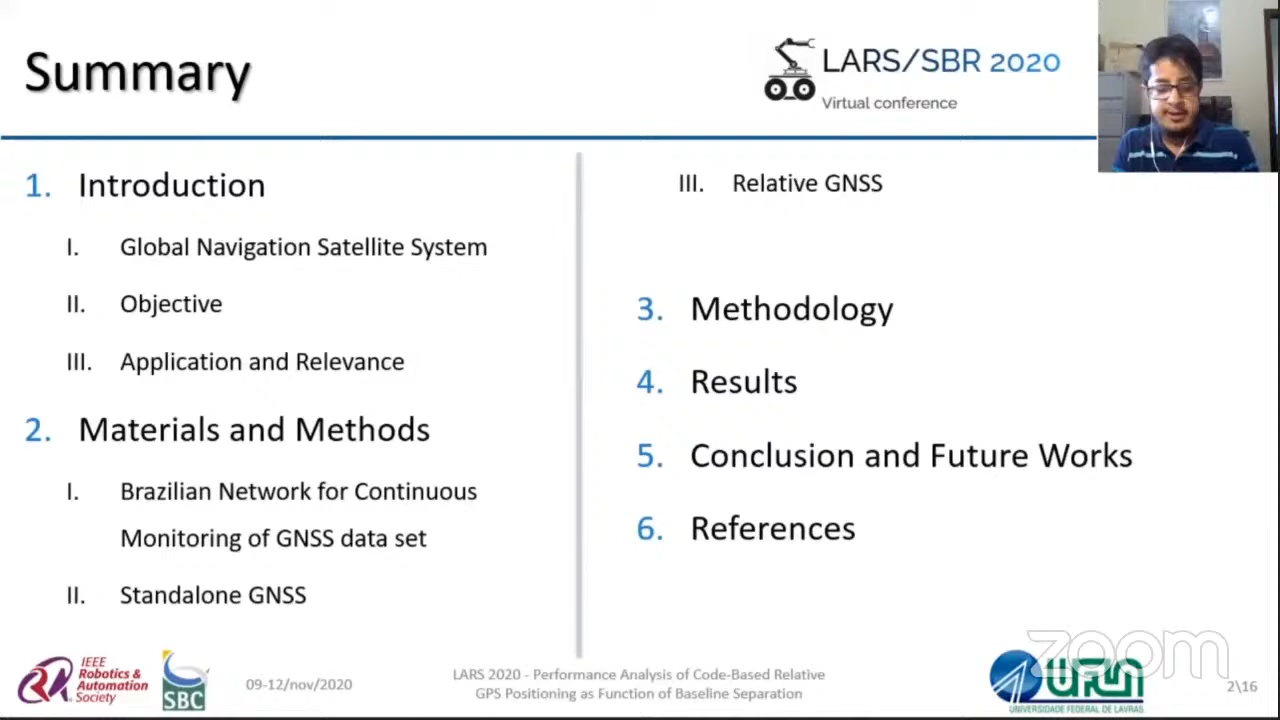 Summary
LARS/SBR 2020
Virtual conference
1. Introduction
I. Global Navigation Satellite System
II. Objective
III. Application and Relevance
2. Materials and Methods
I. Brazilian Network for Continuous
Monitoring of GNSS data set
II. Standalone GNSS
III. Relative GNSS
3. Methodology
4. Results
5. Conclusion and Future Works
6. References
IEEE
Robotics &
Automation
Society
SBC
09-12/nov/2020
LARS 2020 - Performance Analysis of Code-Based Relative
GPS Positioning as Function of Baseline Separation
zoom
UNIVERSIDADE FEDERAL DE LAVRAS
2\16